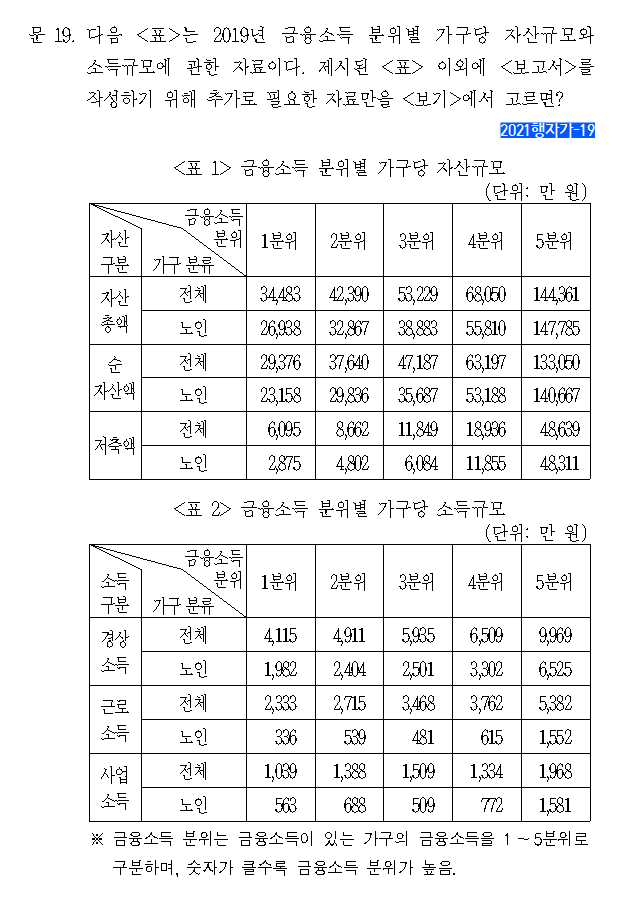 문 19. 다음 <표>는 2019년 금융소득 분위별 가구당 자산규모와
소득규모에 관한 자료이다. 제시된 <표> 이외에 <보고서>를
작성하기 위해 추가로 필요한 자료만을 <보기>에서 고르면?
2021행자가-19
<표 1> 금융소득 분위별 가구당 자산규모
(단위: 만 원)
자산 구분 가구 분류 금융소득 분위 1분위 2분위 3분위 4분위 5분위
자산 총액 전체 34,483 42,390 53,229 68,050 144,361
노인 26,938 32,867 38,883 55,810 147,785
순 자산액 전체 29,376 37,640 47,187 63,197 133,050
노인 23,158 29,836 35,687 53,188 140,667
저축액 전체 6,095 8,662 11,849 18,936 48,639
노인 2,875 4,802 6,084 11,855 48,311
<표 2> 금융소득 분위별 가구당 소득규모
(단위: 만 원)
소득 구분 가구 분류 금융소득 분위 1분위 2분위 3분위 4분위 5분위
경상 소득 전체 4,115 4,911 5,935 6,509 9,969
노인 1,982 2,404 2,501 3,302 6,525
근로 소득 전체 2,333 2,715 3,468 3,762 5,382
노인 336 539 481 615 1,552
사업 소득 전체 1,039 1,388 1,509 1,334 1,968
노인 563 688 509 772 1,581
※ 금융소득 분위는 금융소득이 있는 가구의 금융소득을 1～5분위로
구분하며, 숫자가 클수록 금융소득 분위가 높음.